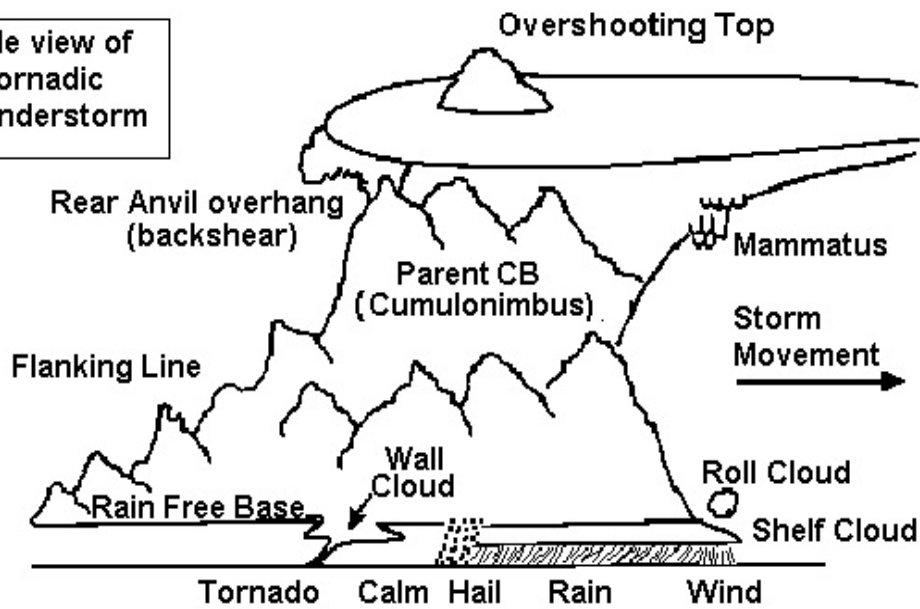 le view of
ornadic
nderstorm
Overshooting Top
Rear Anvil overhang
(backshear)
Mammatus
Parent CB
(Cumulonimbus)
Storm
Movement
Flanking Line
Wall
Cloud
Roll Cloud
Rain Free Base
Shelf Cloud
Tornado Calm Hail Rain Wind